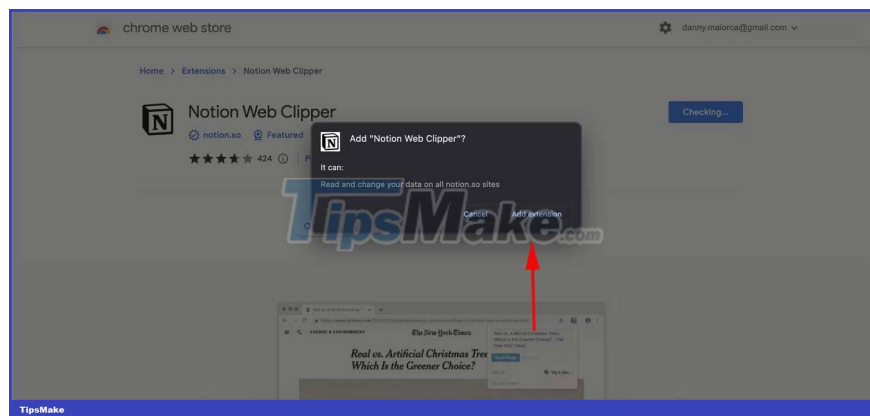 chrome web store
danny.maiorca@gmail.com
Home > Extensions > Notion Web Clipper
Notion Web Clipper
Checking...
notion.so Featured
424
Add "Notion Web Clipper"?
It can:
Read and change your data on all notion.so sites
Cancel Add extension
TipsMake.com
ENERGY & ENVIRONMENT
The New York Times
Real vs. Artificial Christmas Tree
Which Is the Greener Choice?
TipsMake